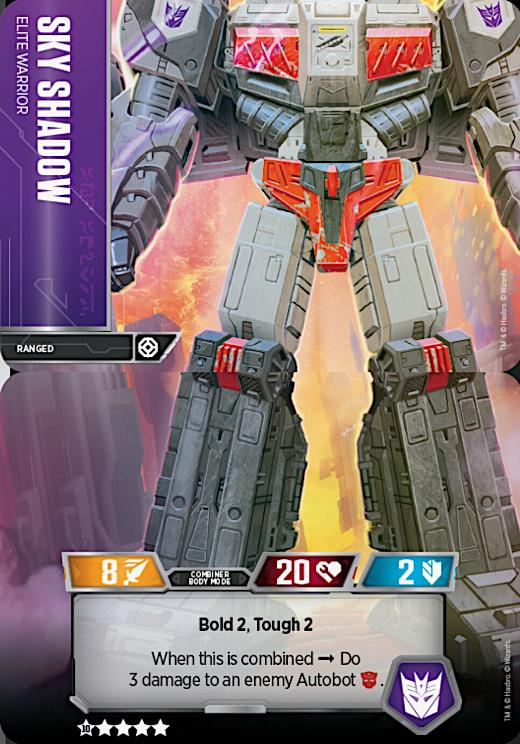 SKY SHADOW
ELITE WARRIOR
RANGED
TM & © Hasbro. © Wizards.
8
COMBINER
BODY MODE
20
2
Bold 2, Tough 2
When this is combined ➞ Do
3 damage to an enemy Autobot .
10
TM & © Hasbro. © Wizards.